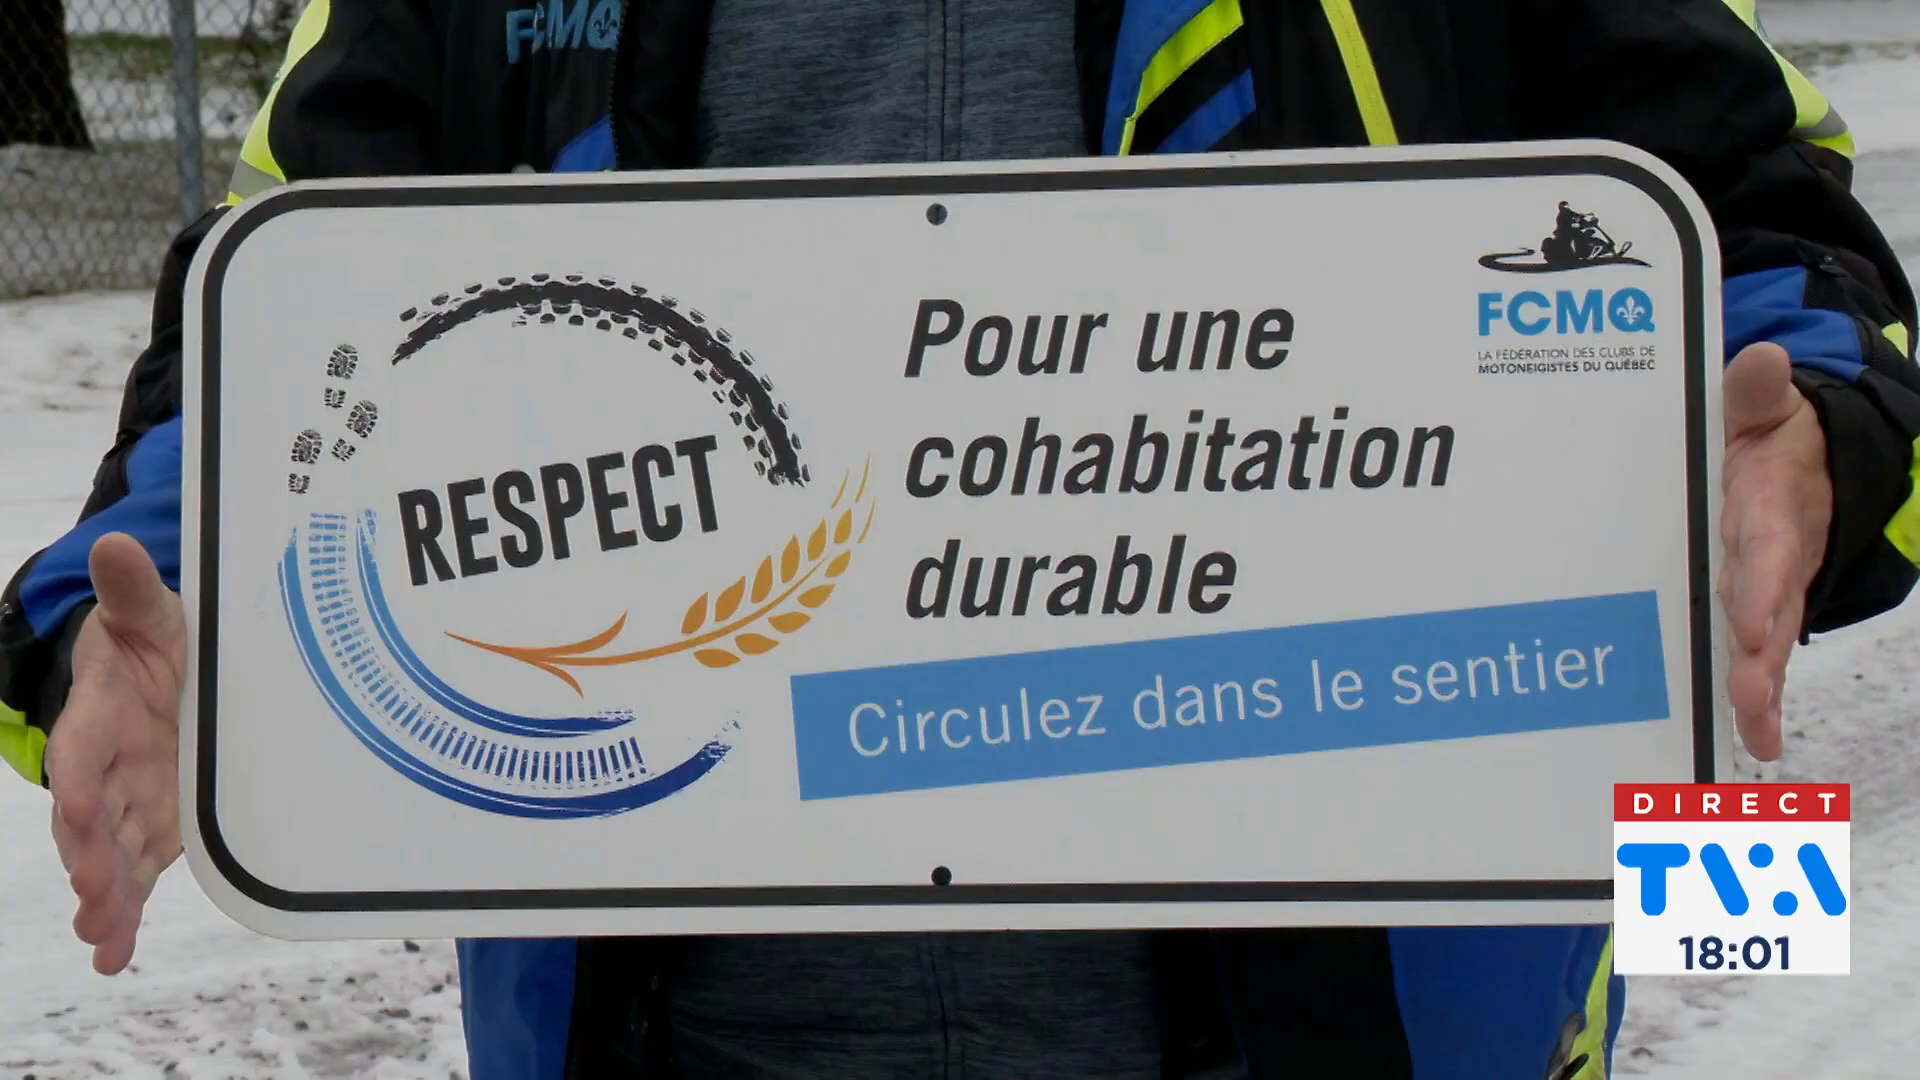 FCMQ
FCMQ
LA FÉDÉRATION DES CLUBS DE
MOTONEIGISTES DU QUÉBEC
RESPECT
Pour une
cohabitation
durable
Circulez dans le sentier
DIRECT
TVA
18:01